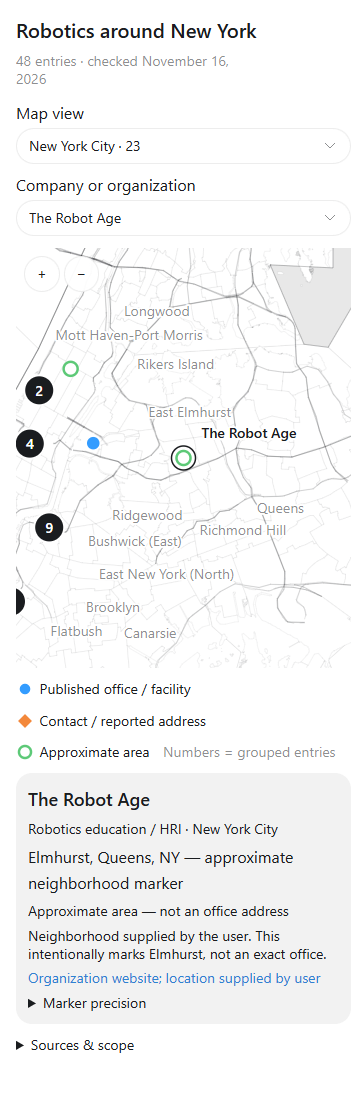 Robotics around New York
48 entries · checked November 16,
2026
Map view
New York City · 23
Company or organization
The Robot Age
+ −
Longwood
Mott Haven-Port Morris
Rikers Island
2
East Elmhurst
The Robot Age
4
Queens
Ridgewood
9
Richmond Hill
Bushwick (East)
East New York (North)
Brooklyn
Flatbush
Canarsie
Published office / facility
Contact / reported address
Approximate area Numbers = grouped entries
The Robot Age
Robotics education / HRI · New York City
Elmhurst, Queens, NY — approximate
neighborhood marker
Approximate area — not an office address
Neighborhood supplied by the user. This
intentionally marks Elmhurst, not an exact office.
Organization website; location supplied by user
▶ Marker precision
▶ Sources & scope